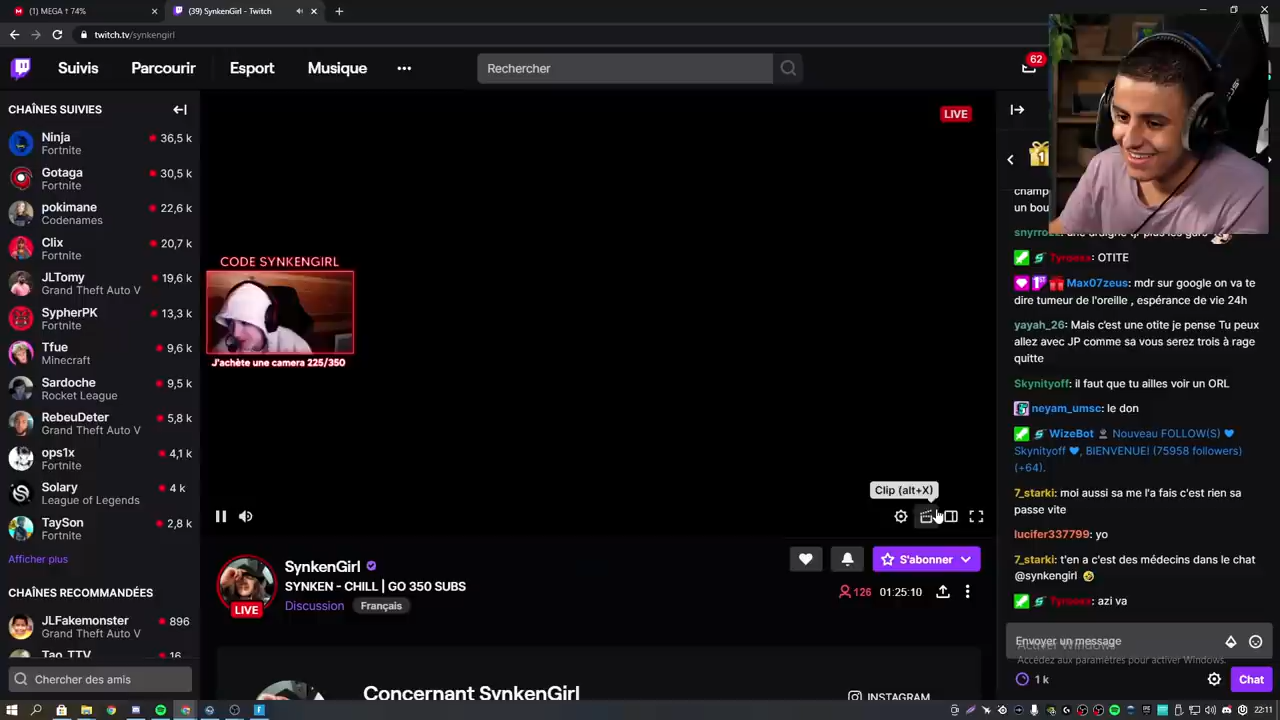 (1) MEGA ↑ 74%
(39) SynkenGirl - Twitch
twitch.tv/synkengirl
Suivis
Parcourir
Esport
Musique
Rechercher
62
CHAÎNES SUIVIES
Ninja
36,5 k
Fortnite
Gotaga
30,5 k
Fortnite
pokimane
22,6 k
Codenames
Clix
20,7 k
Fortnite
JLTomy
19,6 k
Grand Theft Auto V
SypherPK
13,3 k
Fortnite
Tfue
9,6 k
Minecraft
Sardoche
9,5 k
Rocket League
RebeuDeter
5,8 k
Grand Theft Auto V
ops1x
4,1 k
Fortnite
Solary
4 k
League of Legends
TaySon
2,8 k
Fortnite
Afficher plus
CHAÎNES RECOMMANDÉES
JLFakemonster
896
Grand Theft Auto V
Tao_TTV
16
Chercher des amis
LIVE
CODE SYNKENGIRL
J'achète une camera 225/350
Clip (alt+X)
SynkenGirl
SYNKEN - CHILL | GO 350 SUBS
Discussion
Français
LIVE
S'abonner
126
01:25:10
Concernant SynkenGirl
INSTAGRAM
1
champ
un bou
Tyroexx: OTITE
Max07zeus: mdr sur google on va te
dire tumeur de l'oreille , espérance de vie 24h
yayah_26: Mais c'est une otite je pense Tu peux
allez avec JP comme sa vous serez trois à rage
quitte
Skynityoff: il faut que tu ailles voir un ORL
neyam_umsc: le don
WizeBot Nouveau FOLLOW(S)
Skynityoff , BIENVENUE! (75958 followers)
(+64).
7_starki: moi aussi sa me l'a fais c'est rien sa
passe vite
lucifer337799: yo
7_starki: t'en a c'est des médecins dans le chat
@synkengirl
azi va
Envoyer un message
Activer Windows
Accédez aux paramètres pour activer Windows.
1 k
Chat
22:11